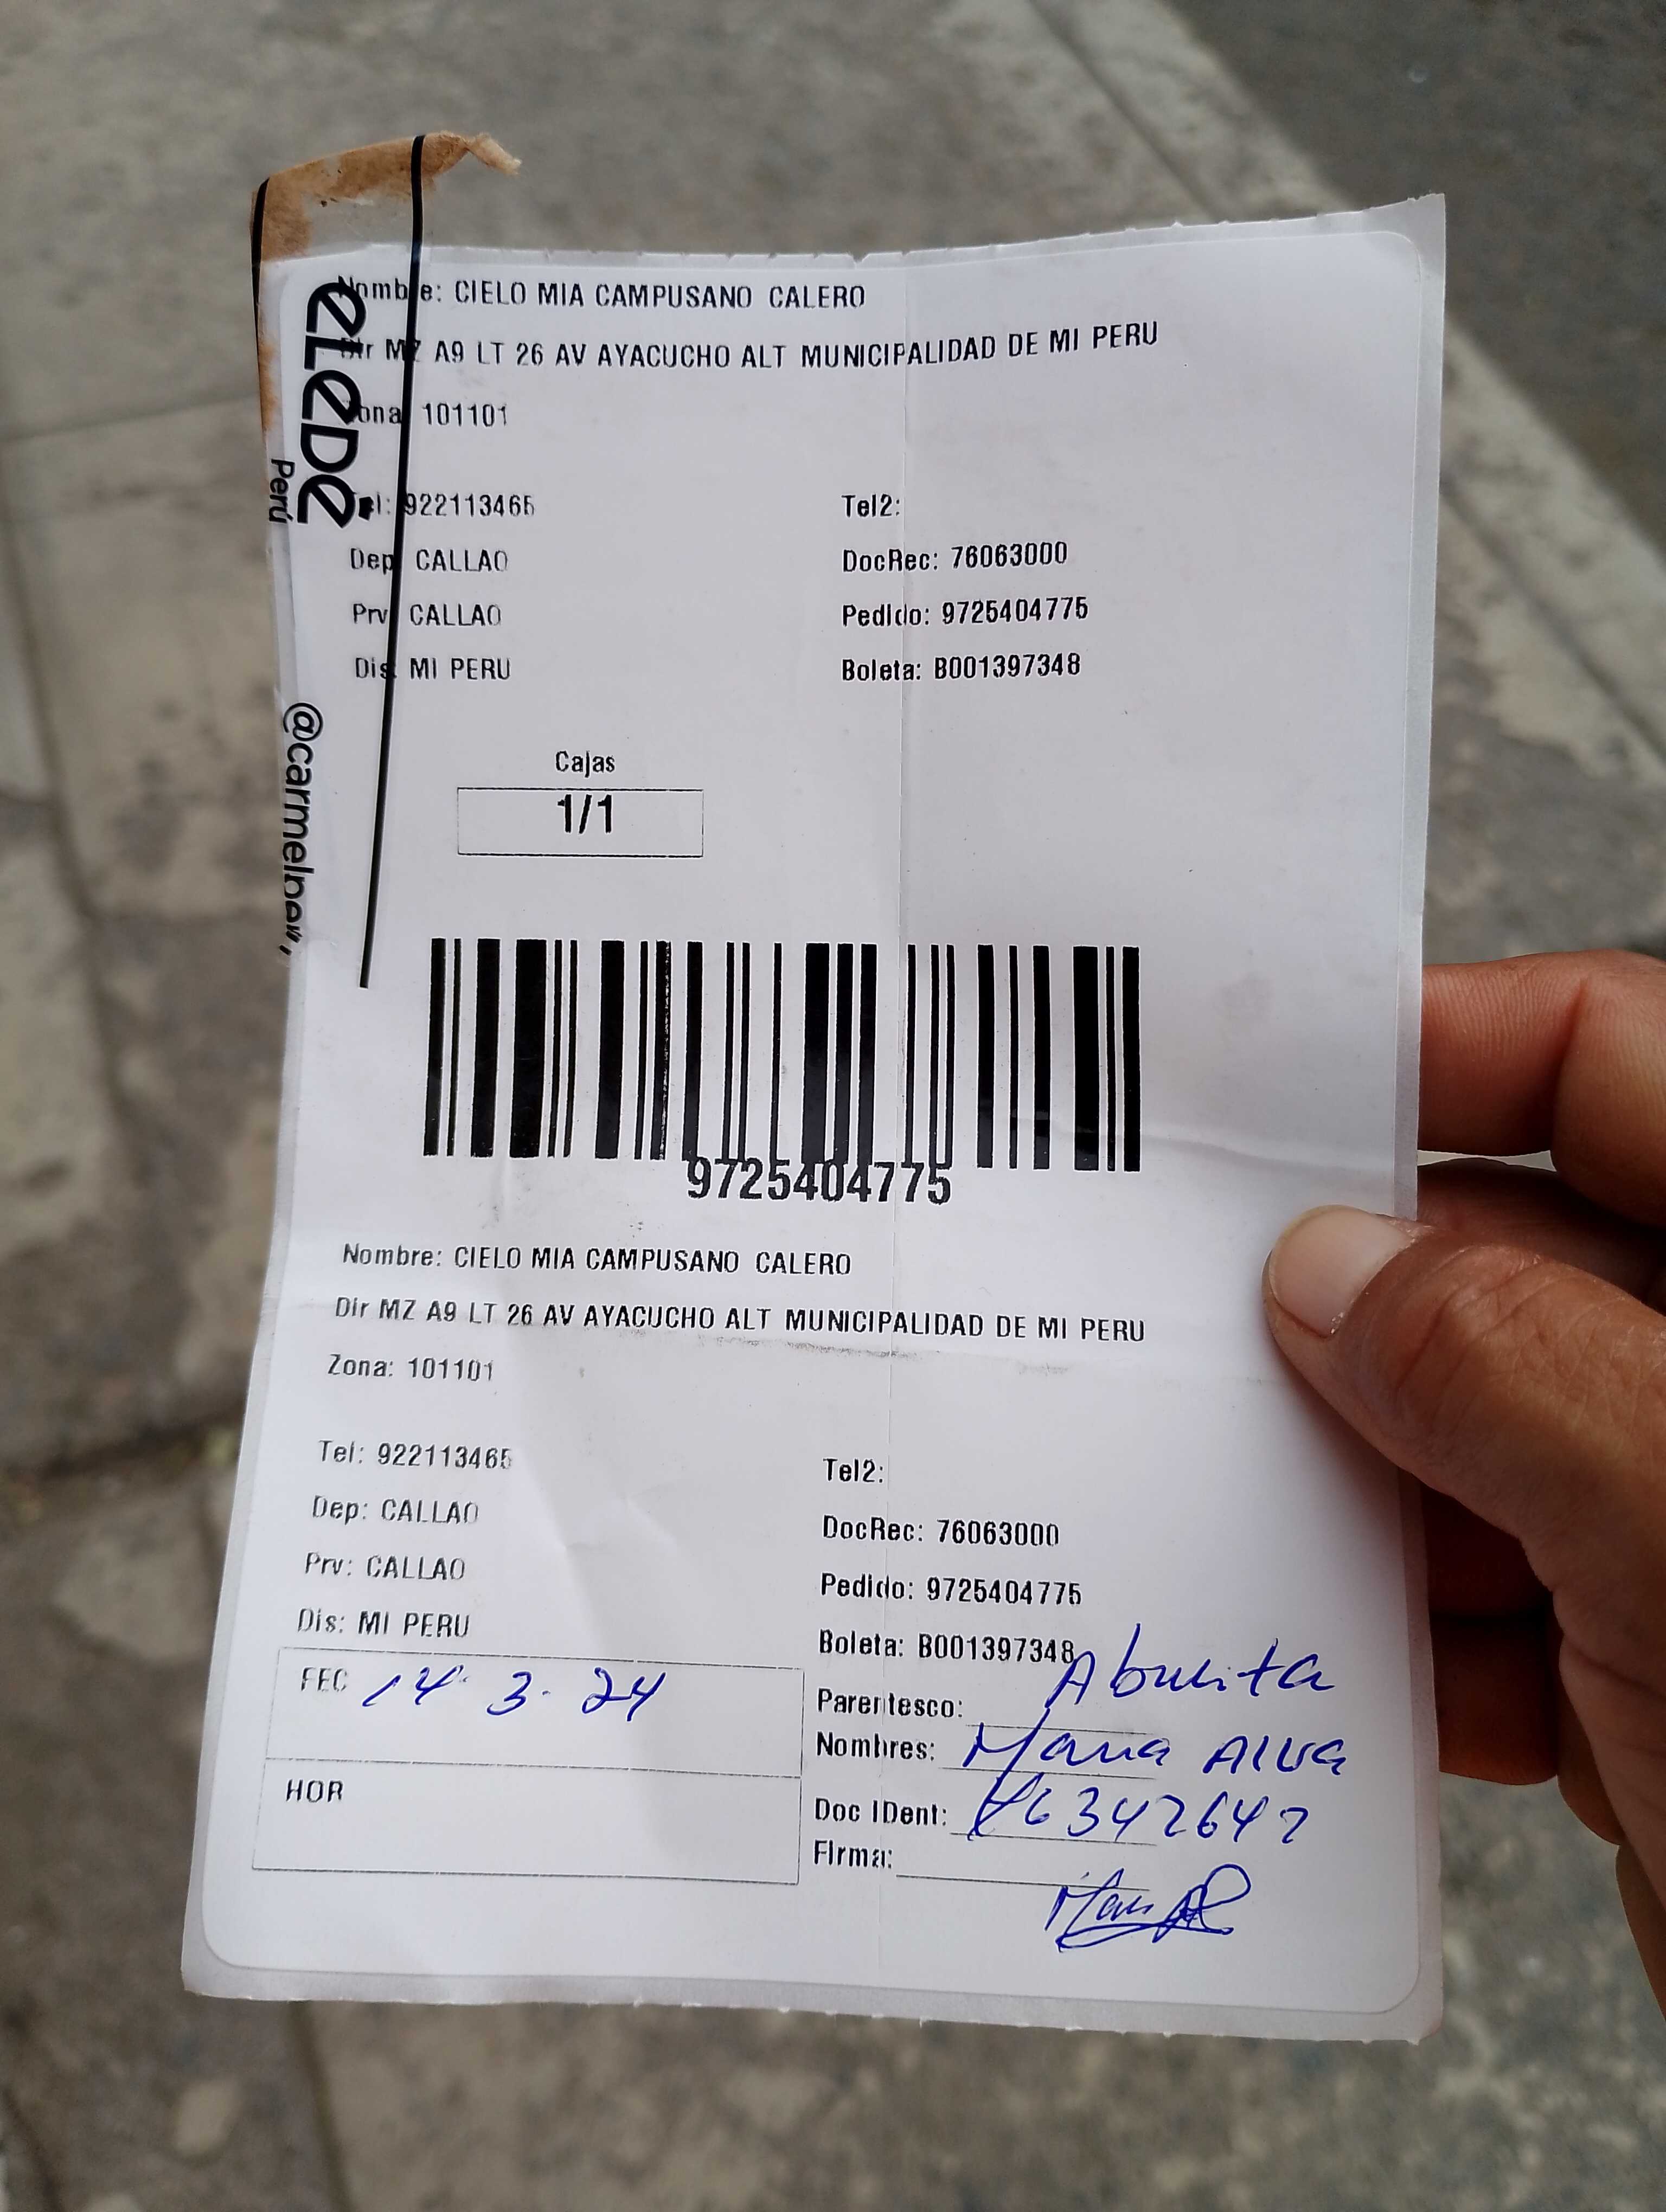 eLeDé
Perú
Nombre: CIELO MIA CAMPUSANO CALERO
Dir MZ A9 LT 26 AV AYACUCHO ALT MUNICIPALIDAD DE MI PERU
Zona: 101101
Tel: 922113465 Tel2:
Dep: CALLAO DocRec: 76063000
Prv: CALLAO Pedido: 9725404775
Dis: MI PERU Boleta: B001397348
Cajas
1/1
9725404775
Nombre: CIELO MIA CAMPUSANO CALERO
Dir MZ A9 LT 26 AV AYACUCHO ALT MUNICIPALIDAD DE MI PERU
Zona: 101101
Tel: 922113465 Tel2:
Dep: CALLAO DocRec: 76063000
Prv: CALLAO Pedido: 9725404775
Dis: MI PERU Boleta: B001397348
FEC 14 · 3 · 24
HOR
Parentesco: Abulita
Nombres: Maria Alva
Doc IDent:
Firma: